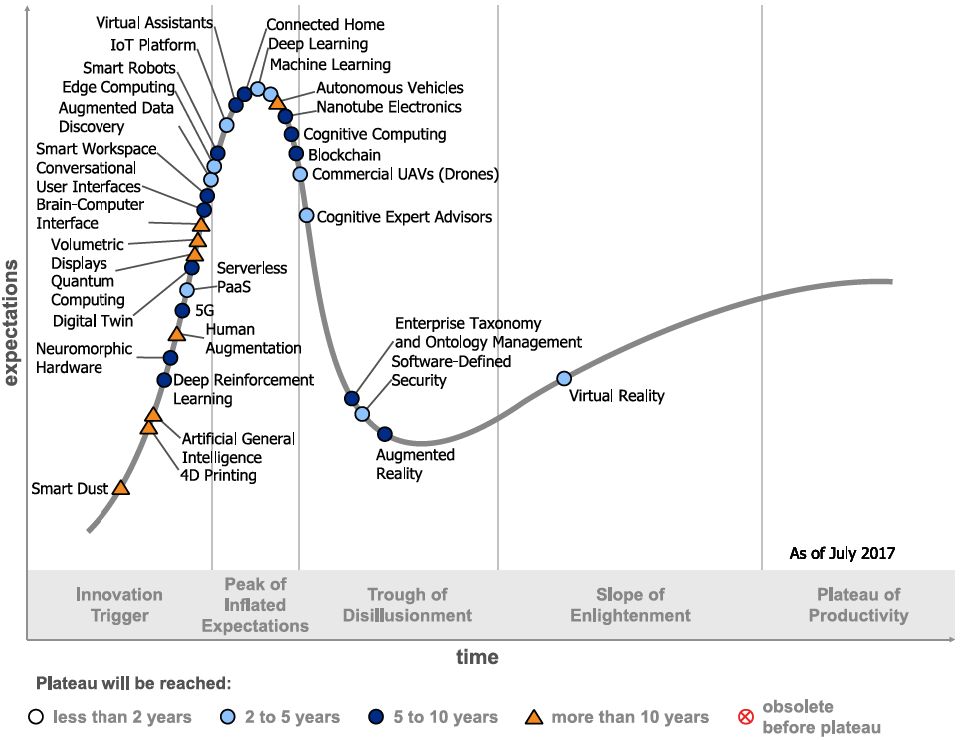 Virtual Assistants
IoT Platform
Smart Robots
Edge Computing
Augmented Data
Discovery
Smart Workspace
Conversational
User Interfaces
Brain-Computer
Interface
Volumetric
Displays
Quantum
Computing
Digital Twin
Neuromorphic
Hardware
Smart Dust
Connected Home
Deep Learning
Machine Learning
Autonomous Vehicles
Nanotube Electronics
Cognitive Computing
Blockchain
Commercial UAVs (Drones)
Cognitive Expert Advisors
Serverless
PaaS
5G
Human
Augmentation
Deep Reinforcement
Learning
Artificial General
Intelligence
4D Printing
Enterprise Taxonomy
and Ontology Management
Software-Defined
Security
Augmented
Reality
Virtual Reality
As of July 2017
expectations
Innovation
Trigger
Peak of
Inflated
Expectations
Trough of
Disillusionment
Slope of
Enlightenment
Plateau of
Productivity
time
Plateau will be reached:
less than 2 years
2 to 5 years
5 to 10 years
more than 10 years
obsolete
before plateau